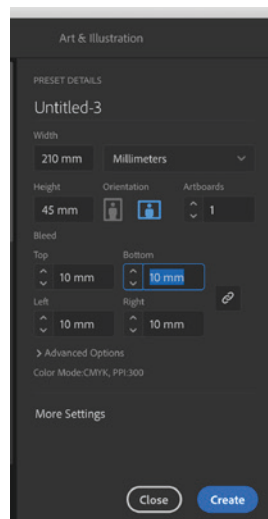 Art & Illustration
PRESET DETAILS
Untitled-3
Width
210 mm Millimeters
Height Orientation Artboards
45 mm 1
Bleed
Top Bottom
10 mm 10 mm
Left Right
10 mm 10 mm
> Advanced Options
Color Mode:CMYK, PPI:300
More Settings
Close Create